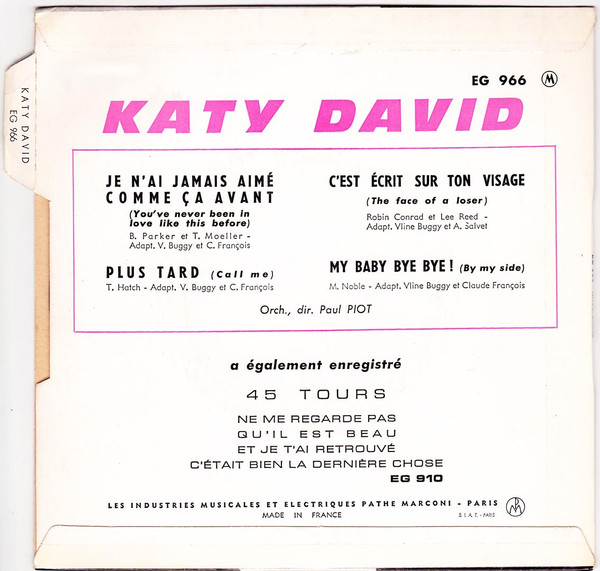 EG 966 M
KATY DAVID
KATY DAVID
EG 966
JE N'AI JAMAIS AIMÉ
COMME ÇA AVANT
(You've never been in
love like this before)
B. Parker et T. Moeller -
Adapt. V. Buggy et C. François
PLUS TARD (Call me)
T. Hatch - Adapt. V. Buggy et C. François
C'EST ÉCRIT SUR TON VISAGE
(The face of a loser)
Robin Conrad et Lee Reed -
Adapt. Vline Buggy et A. Salvet
MY BABY BYE BYE ! (By my side)
M. Noble - Adapt. Vline Buggy et Claude François
Orch., dir. Paul PIOT
a également enregistré
45 TOURS
NE ME REGARDE PAS
QU'IL EST BEAU
ET JE T'AI RETROUVÉ
C'ÉTAIT BIEN LA DERNIÈRE CHOSE
EG 910
LES INDUSTRIES MUSICALES ET ELECTRIQUES PATHE MARCONI - PARIS
MADE IN FRANCE
S.I.A.T. - PARIS